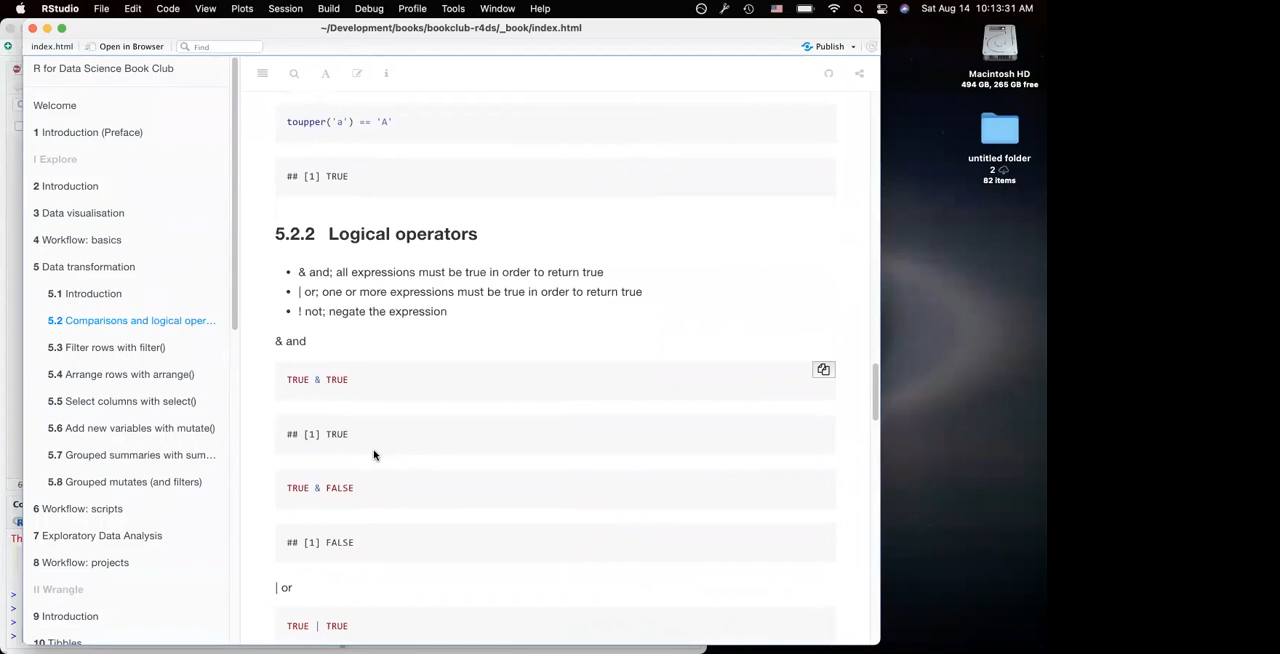 RStudio File Edit Code View Plots Session Build Debug Profile Tools Window Help Sat Aug 14 10:13:31 AM
~/Development/books/bookclub-r4ds/_book/index.html
index.html Open in Browser Find Publish
R for Data Science Book Club
Welcome
1 Introduction (Preface)
I Explore
2 Introduction
3 Data visualisation
4 Workflow: basics
5 Data transformation
5.1 Introduction
5.2 Comparisons and logical oper...
5.3 Filter rows with filter()
5.4 Arrange rows with arrange()
5.5 Select columns with select()
5.6 Add new variables with mutate()
5.7 Grouped summaries with sum...
5.8 Grouped mutates (and filters)
6 Workflow: scripts
7 Exploratory Data Analysis
8 Workflow: projects
II Wrangle
9 Introduction
10 Tibbles
toupper('a') == 'A'
## [1] TRUE
5.2.2 Logical operators
• & and; all expressions must be true in order to return true
• | or; one or more expressions must be true in order to return true
• ! not; negate the expression
& and
TRUE & TRUE
## [1] TRUE
TRUE & FALSE
## [1] FALSE
| or
TRUE | TRUE
Macintosh HD
494 GB, 265 GB free
untitled folder
2
82 items
6
Co
Th
>
>
>
>